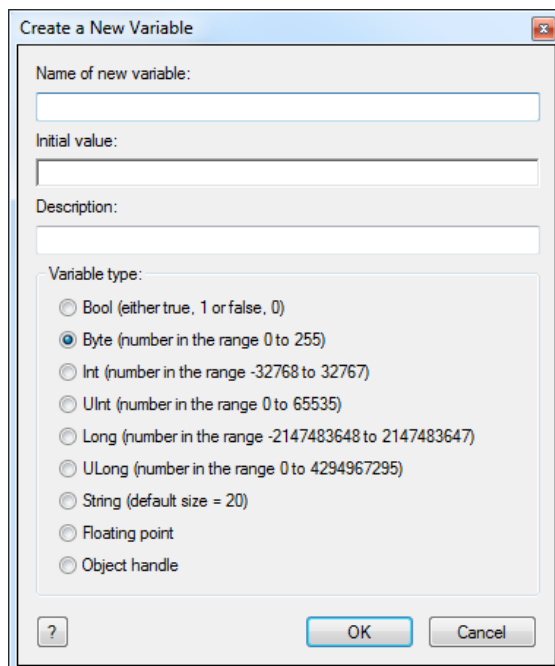 Create a New Variable
Name of new variable:
Initial value:
Description:
Variable type:
Bool (either true, 1 or false, 0)
Byte (number in the range 0 to 255)
Int (number in the range -32768 to 32767)
UInt (number in the range 0 to 65535)
Long (number in the range -2147483648 to 2147483647)
ULong (number in the range 0 to 4294967295)
String (default size = 20)
Floating point
Object handle
? OK Cancel